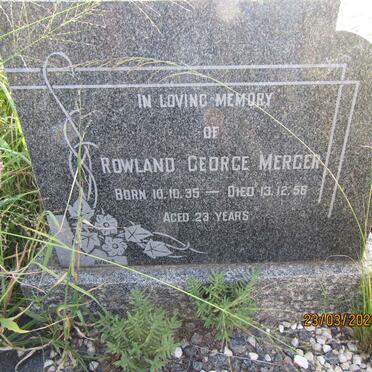 IN LOVING MEMORY
OF
ROWLAND GEORGE MERCER
BORN 10.10.35 — DIED 13.12.58
AGED 23 YEARS
23/03/202